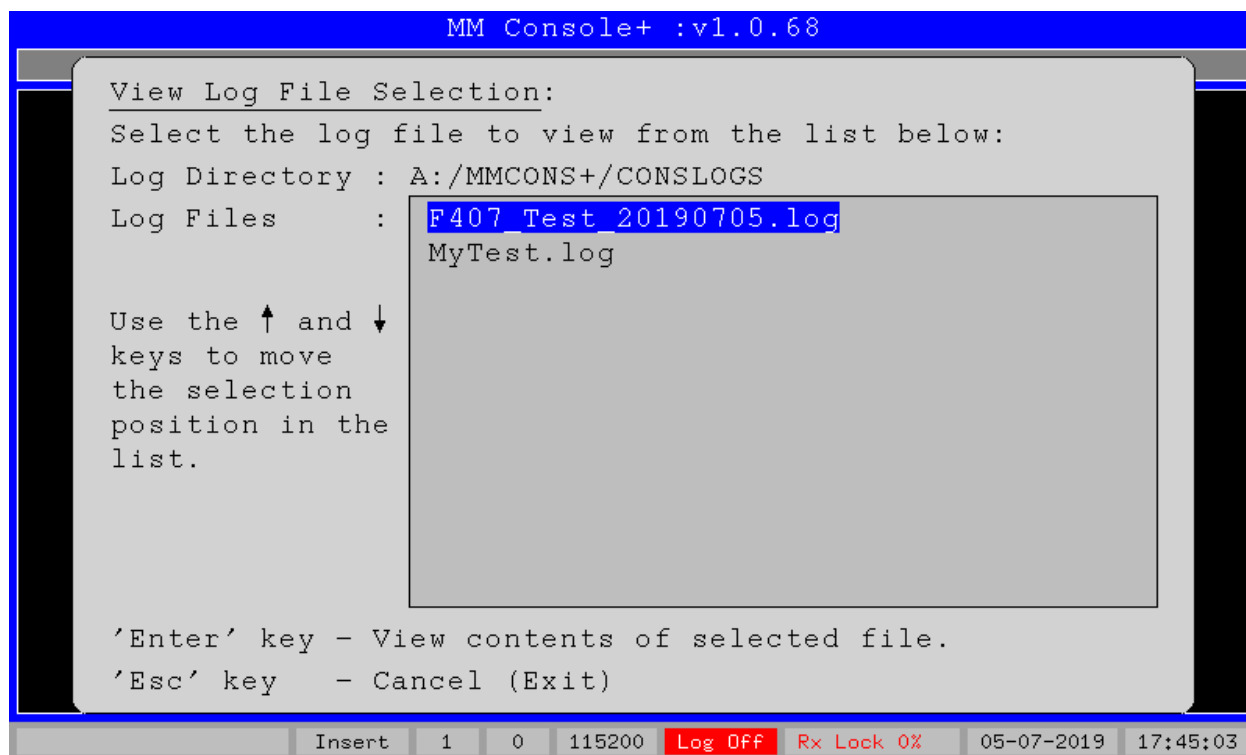 MM Console+ :v1.0.68
View Log File Selection:
Select the log file to view from the list below:
Log Directory : A:/MMCONS+/CONSLOGS
Log Files : F407_Test_20190705.log
MyTest.log
Use the ↑ and ↓
keys to move
the selection
position in the
list.
'Enter' key - View contents of selected file.
'Esc' key - Cancel (Exit)
Insert 1 0 115200 Log Off Rx Lock 0% 05-07-2019 17:45:03